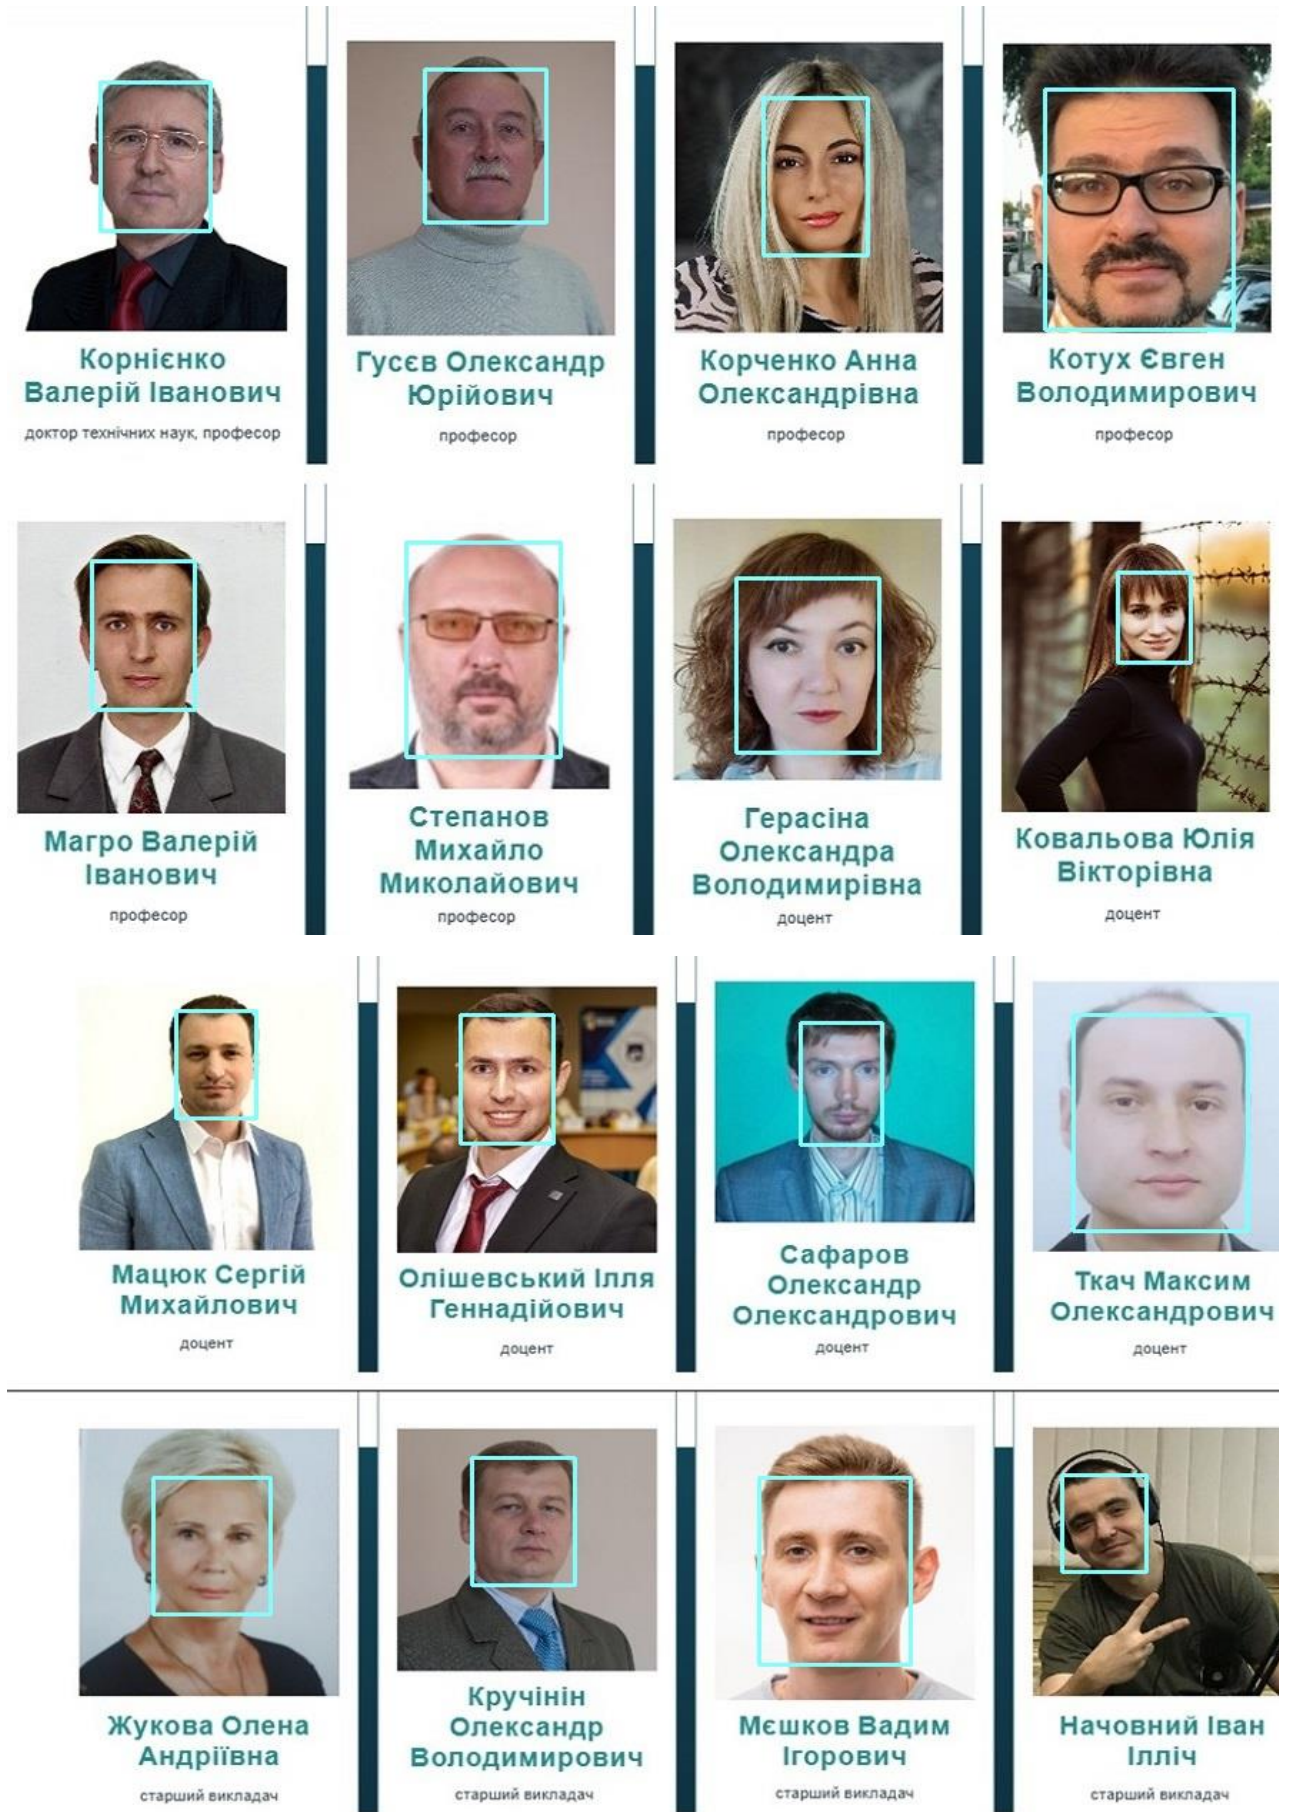 Корнієнко
Валерій Іванович
доктор технічних наук, професор
Гусєв Олександр
Юрійович
професор
Корченко Анна
Олександрівна
професор
Котух Євген
Володимирович
професор
Магро Валерій
Іванович
професор
Степанов
Михайло
Миколайович
професор
Герасіна
Олександра
Володимирівна
доцент
Ковальова Юлія
Вікторівна
доцент
Мацюк Сергій
Михайлович
доцент
Олішевський Ілля
Геннадійович
доцент
Сафаров
Олександр
Олександрович
доцент
Ткач Максим
Олександрович
доцент
Жукова Олена
Андріївна
старший викладач
Кручінін
Олександр
Володимирович
старший викладач
Мєшков Вадим
Ігорович
старший викладач
Начовний Іван
Ілліч
старший викладач